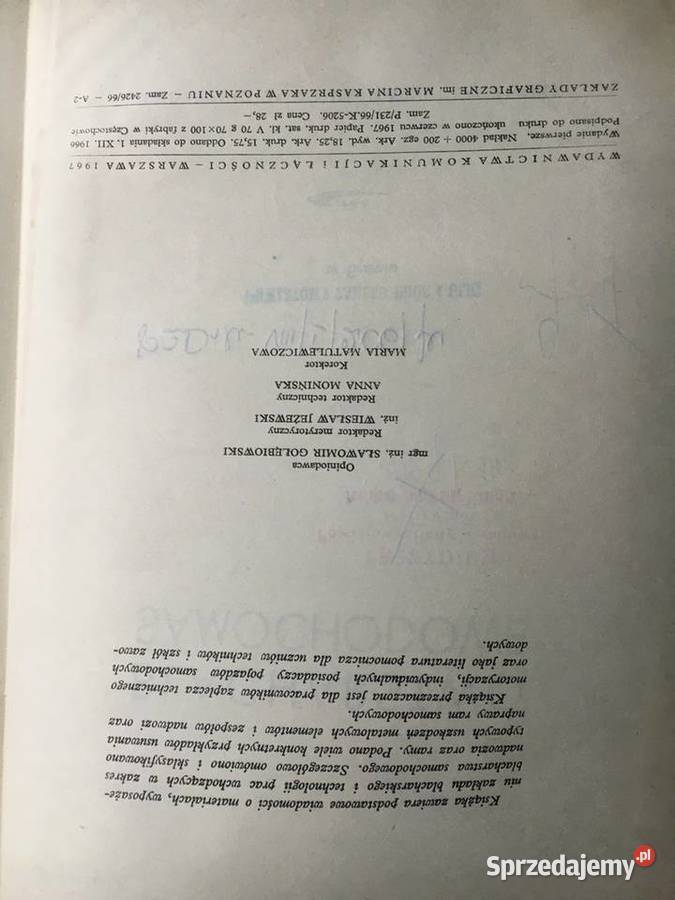 Książka zawiera podstawowe wiadomości o materiałach, wyposaże-
niu zakładu blacharskiego i technologii prac wchodzących w zakres
blacharstwa samochodowego. Szczegółowo omówiono i sklasyfikowano
nadwozia oraz ramy. Podano wiele konkretnych przykładów usuwania
typowych uszkodzeń metalowych elementów i zespołów nadwozi oraz
naprawy ram samochodowych.
Książka przeznaczona jest dla pracowników zaplecza technicznego
motoryzacji, indywidualnych posiadaczy pojazdów samochodowych
oraz jako literatura pomocnicza dla uczniów techników i szkół zawo-
dowych.
SAMOCHODOW
Opiniodawca
mgr inż. SŁAWOMIR GOŁĘBIOWSKI
Redaktor merytoryczny
inż. WIESŁAW JEŻEWSKI
Redaktor techniczny
ANNA MONIŃSKA
Korektor
MARIA MATULEWICZOWA
WYDAWNICTWA KOMUNIKACJI i ŁĄCZNOŚCI — WARSZAWA 1967
Wydanie pierwsze. Nakład 4000 + 200 egz. Ark. wyd. 18,25. Ark. druk. 15,75. Oddano do składania 1. XII. 1966
Podpisano do druku ukończono w czerwcu 1967. Papier druk. sat. kl. V 70 g 70×100 z fabryki w Częstochowie
Zam. P/231/66.K-5206. Cena zł 28,—
ZAKŁADY GRAFICZNE im. MARCINA KASPRZAKA W POZNANIU — Zam. 2426/66 — A-2
Sprzedajemy.pl